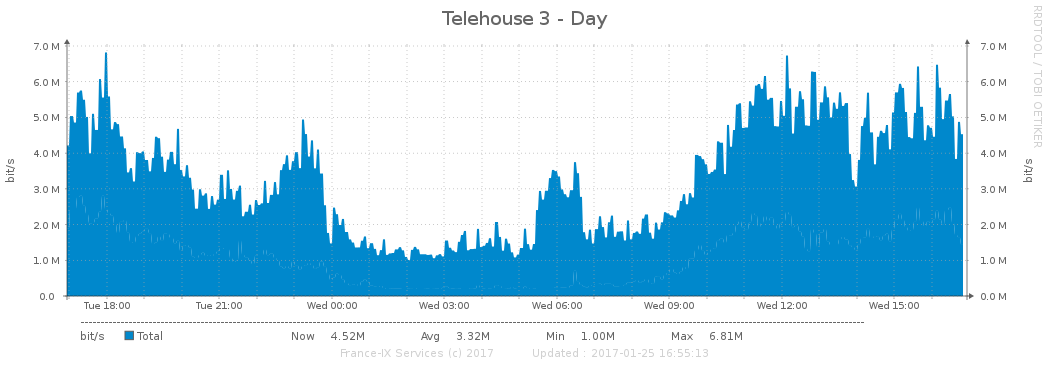 Telehouse 3 - Day
RRDTOOL / TOBI OETIKER
bit/s
bit/s
7.0 M 7.0 M
6.0 M 6.0 M
5.0 M 5.0 M
4.0 M 4.0 M
3.0 M 3.0 M
2.0 M 2.0 M
1.0 M 1.0 M
0.0 0.0 M
Tue 18:00 Tue 21:00 Wed 00:00 Wed 03:00 Wed 06:00 Wed 09:00 Wed 12:00 Wed 15:00
bit/s Total Now 4.52M Avg 3.32M Min 1.00M Max 6.81M
France-IX Services (c) 2017 Updated : 2017-01-25 16:55:13